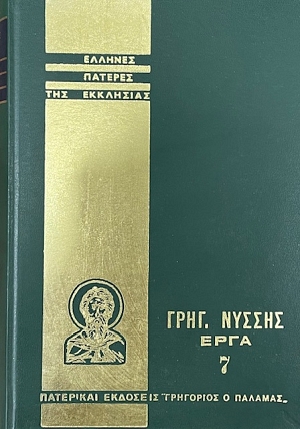 ΕΛΛΗΝΕΣ
ΠΑΤΕΡΕΣ
ΤΗΣ ΕΚΚΛΗΣΙΑΣ
ΓΡΗΓ. ΝΥΣΣΗΣ
ΕΡΓΑ
7
ΠΑΤΕΡΙΚΑΙ ΕΚΔΟΣΕΙΣ "ΓΡΗΓΟΡΙΟΣ Ο ΠΑΛΑΜΑΣ„